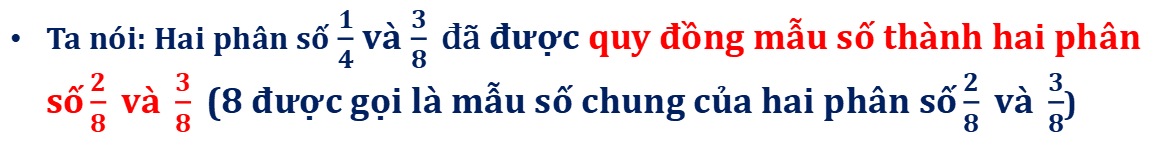 • Ta nói: Hai phân số 1/4 và 3/8 đã được quy đồng mẫu số thành hai phân
số 2/8 và 3/8 (8 được gọi là mẫu số chung của hai phân số 2/8 và 3/8)